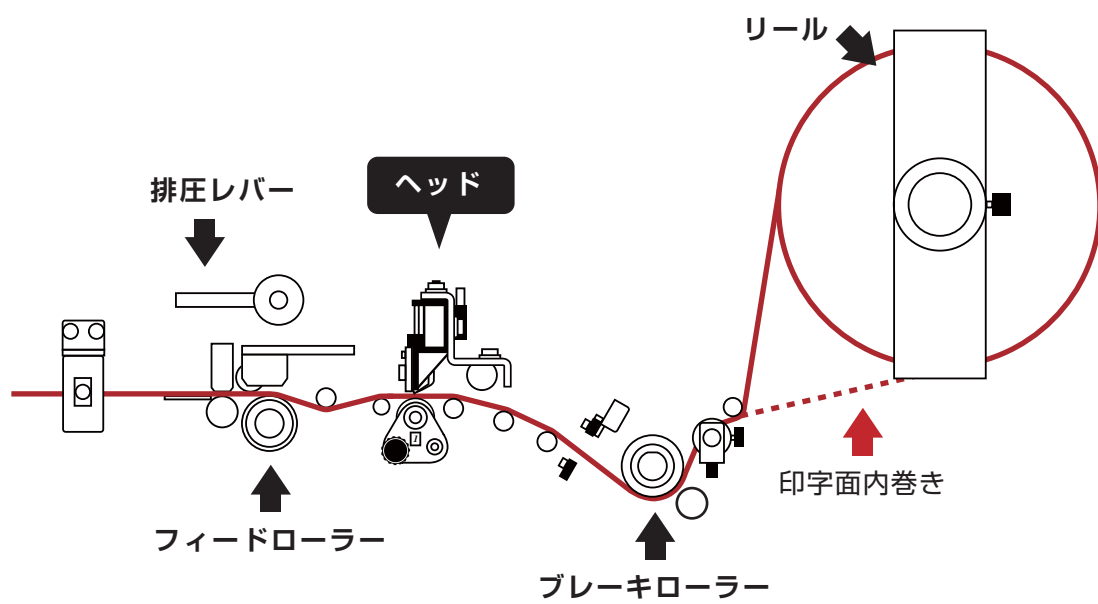 リール
ヘッド
排圧レバー
印字面内巻き
フィードローラー
ブレーキローラー